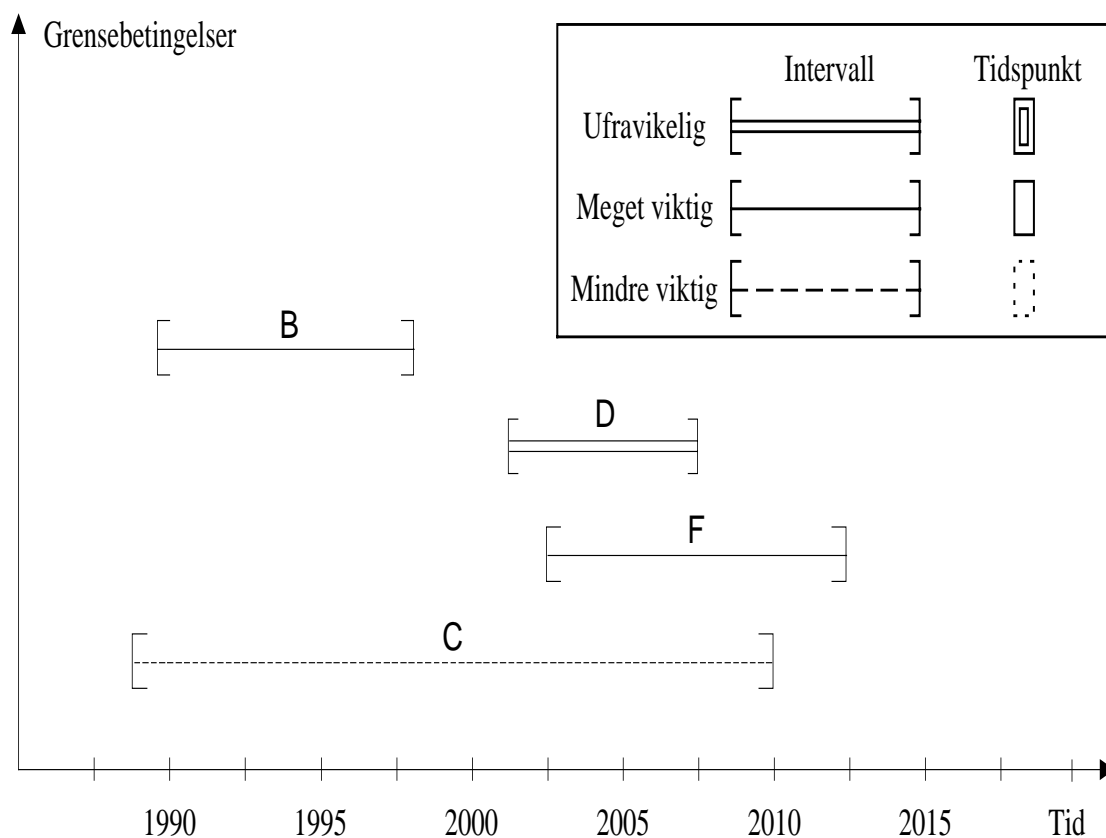 Grensebetingelser
Intervall Tidspunkt
Ufravikelig
Meget viktig
Mindre viktig
B
D
F
C
1990 1995 2000 2005 2010 2015 Tid